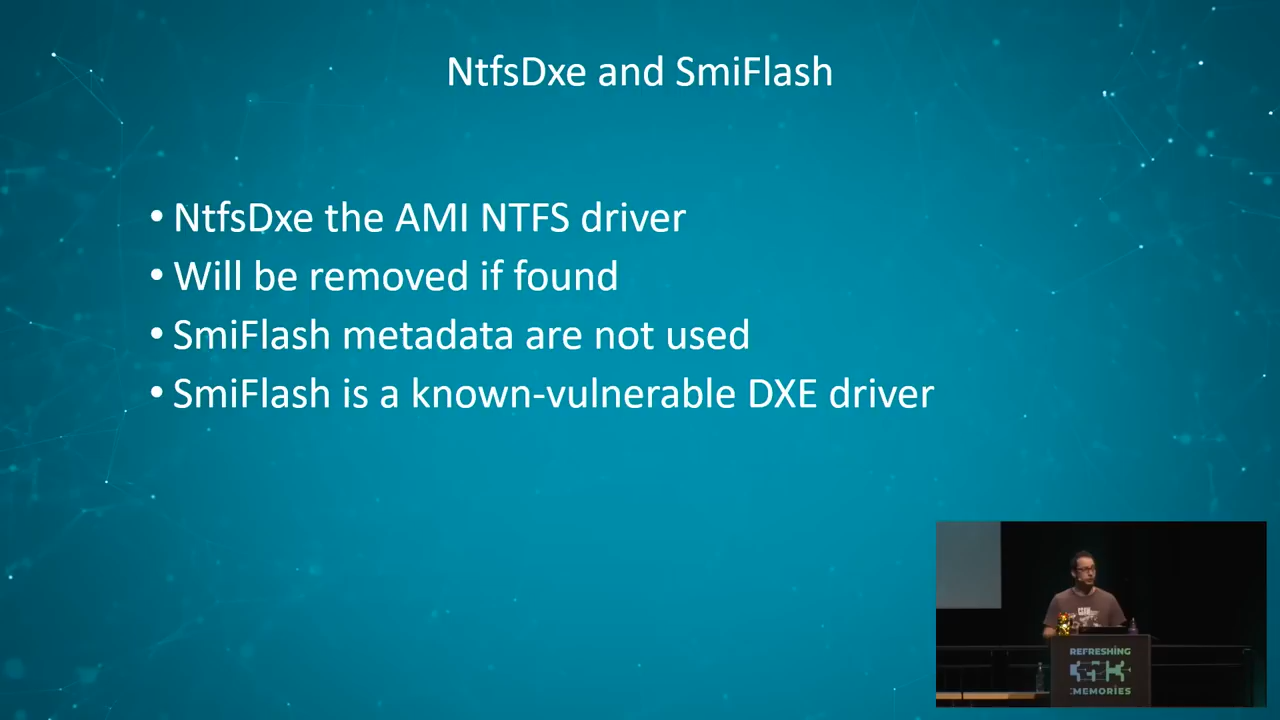 NtfsDxe and SmiFlash
• NtfsDxe the AMI NTFS driver
• Will be removed if found
• SmiFlash metadata are not used
• SmiFlash is a known-vulnerable DXE driver
REFRESHING
:MEMORIES